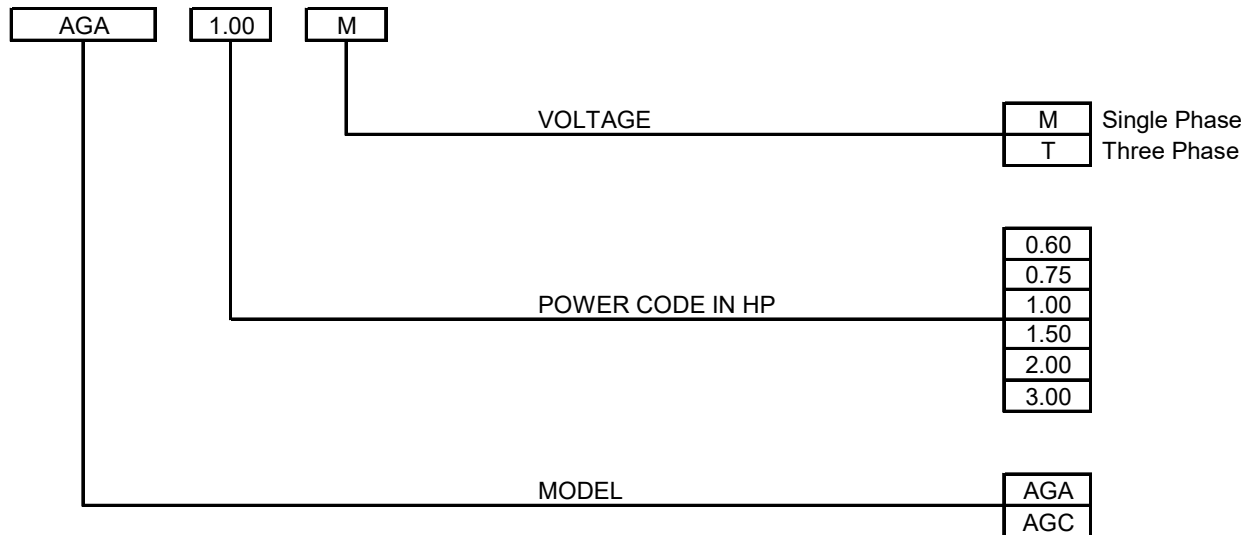 AGA 1.00 M
VOLTAGE M Single Phase
T Three Phase
0.60
0.75
POWER CODE IN HP 1.00
1.50
2.00
3.00
MODEL AGA
AGC